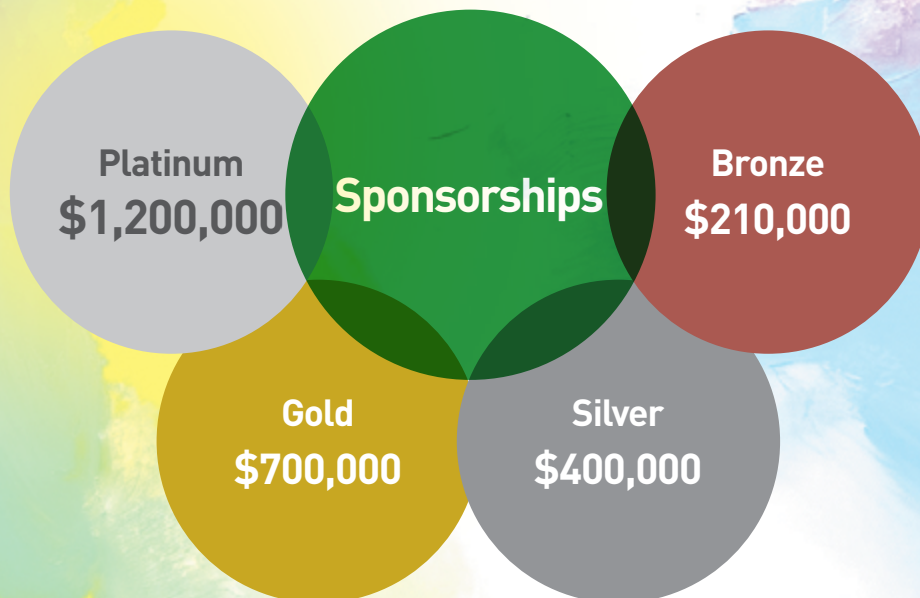 Sponsorships
Platinum
$1,200,000
Gold
$700,000
Silver
$400,000
Bronze
$210,000